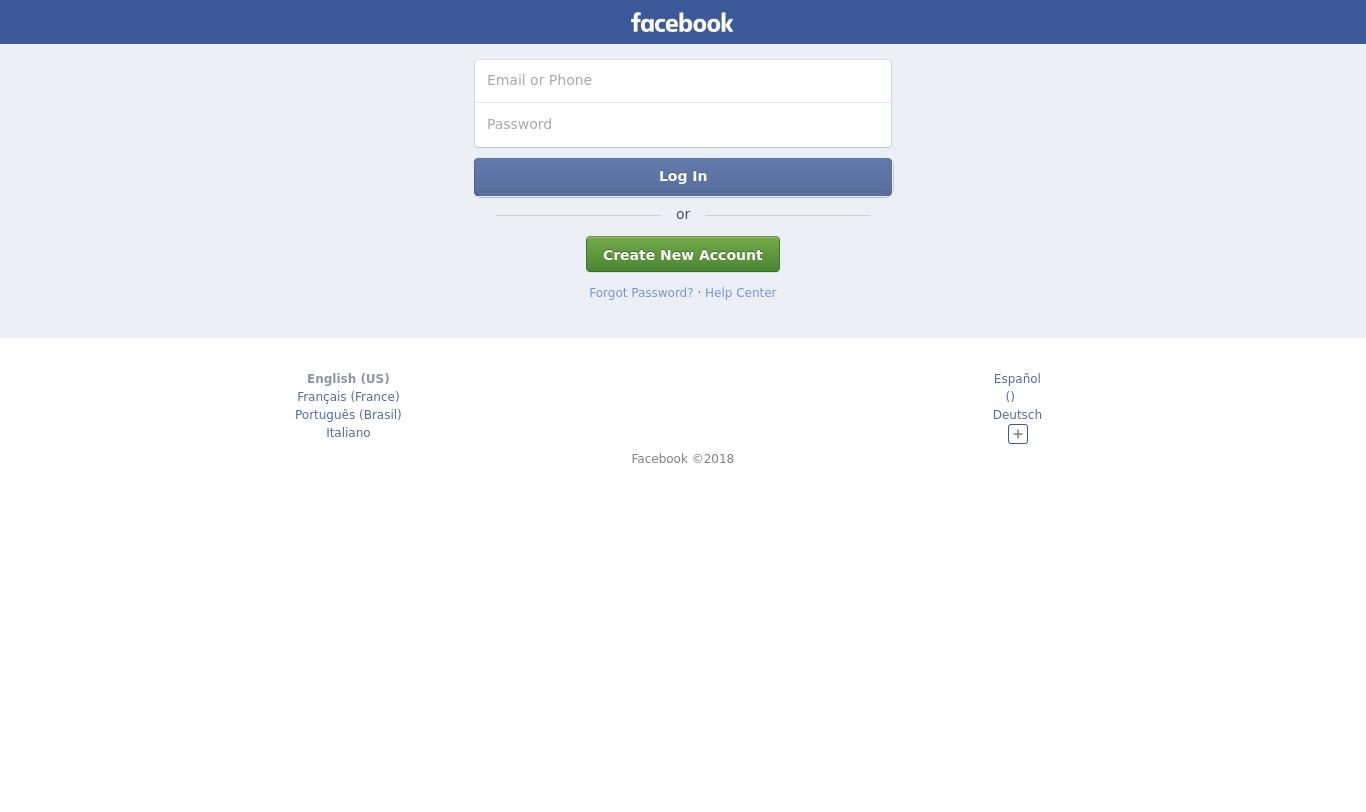 facebook
Email or Phone
Password
Log In
or
Create New Account
Forgot Password? · Help Center
English (US)
Français (France)
Português (Brasil)
Italiano
Español
()
Deutsch
+
Facebook ©2018